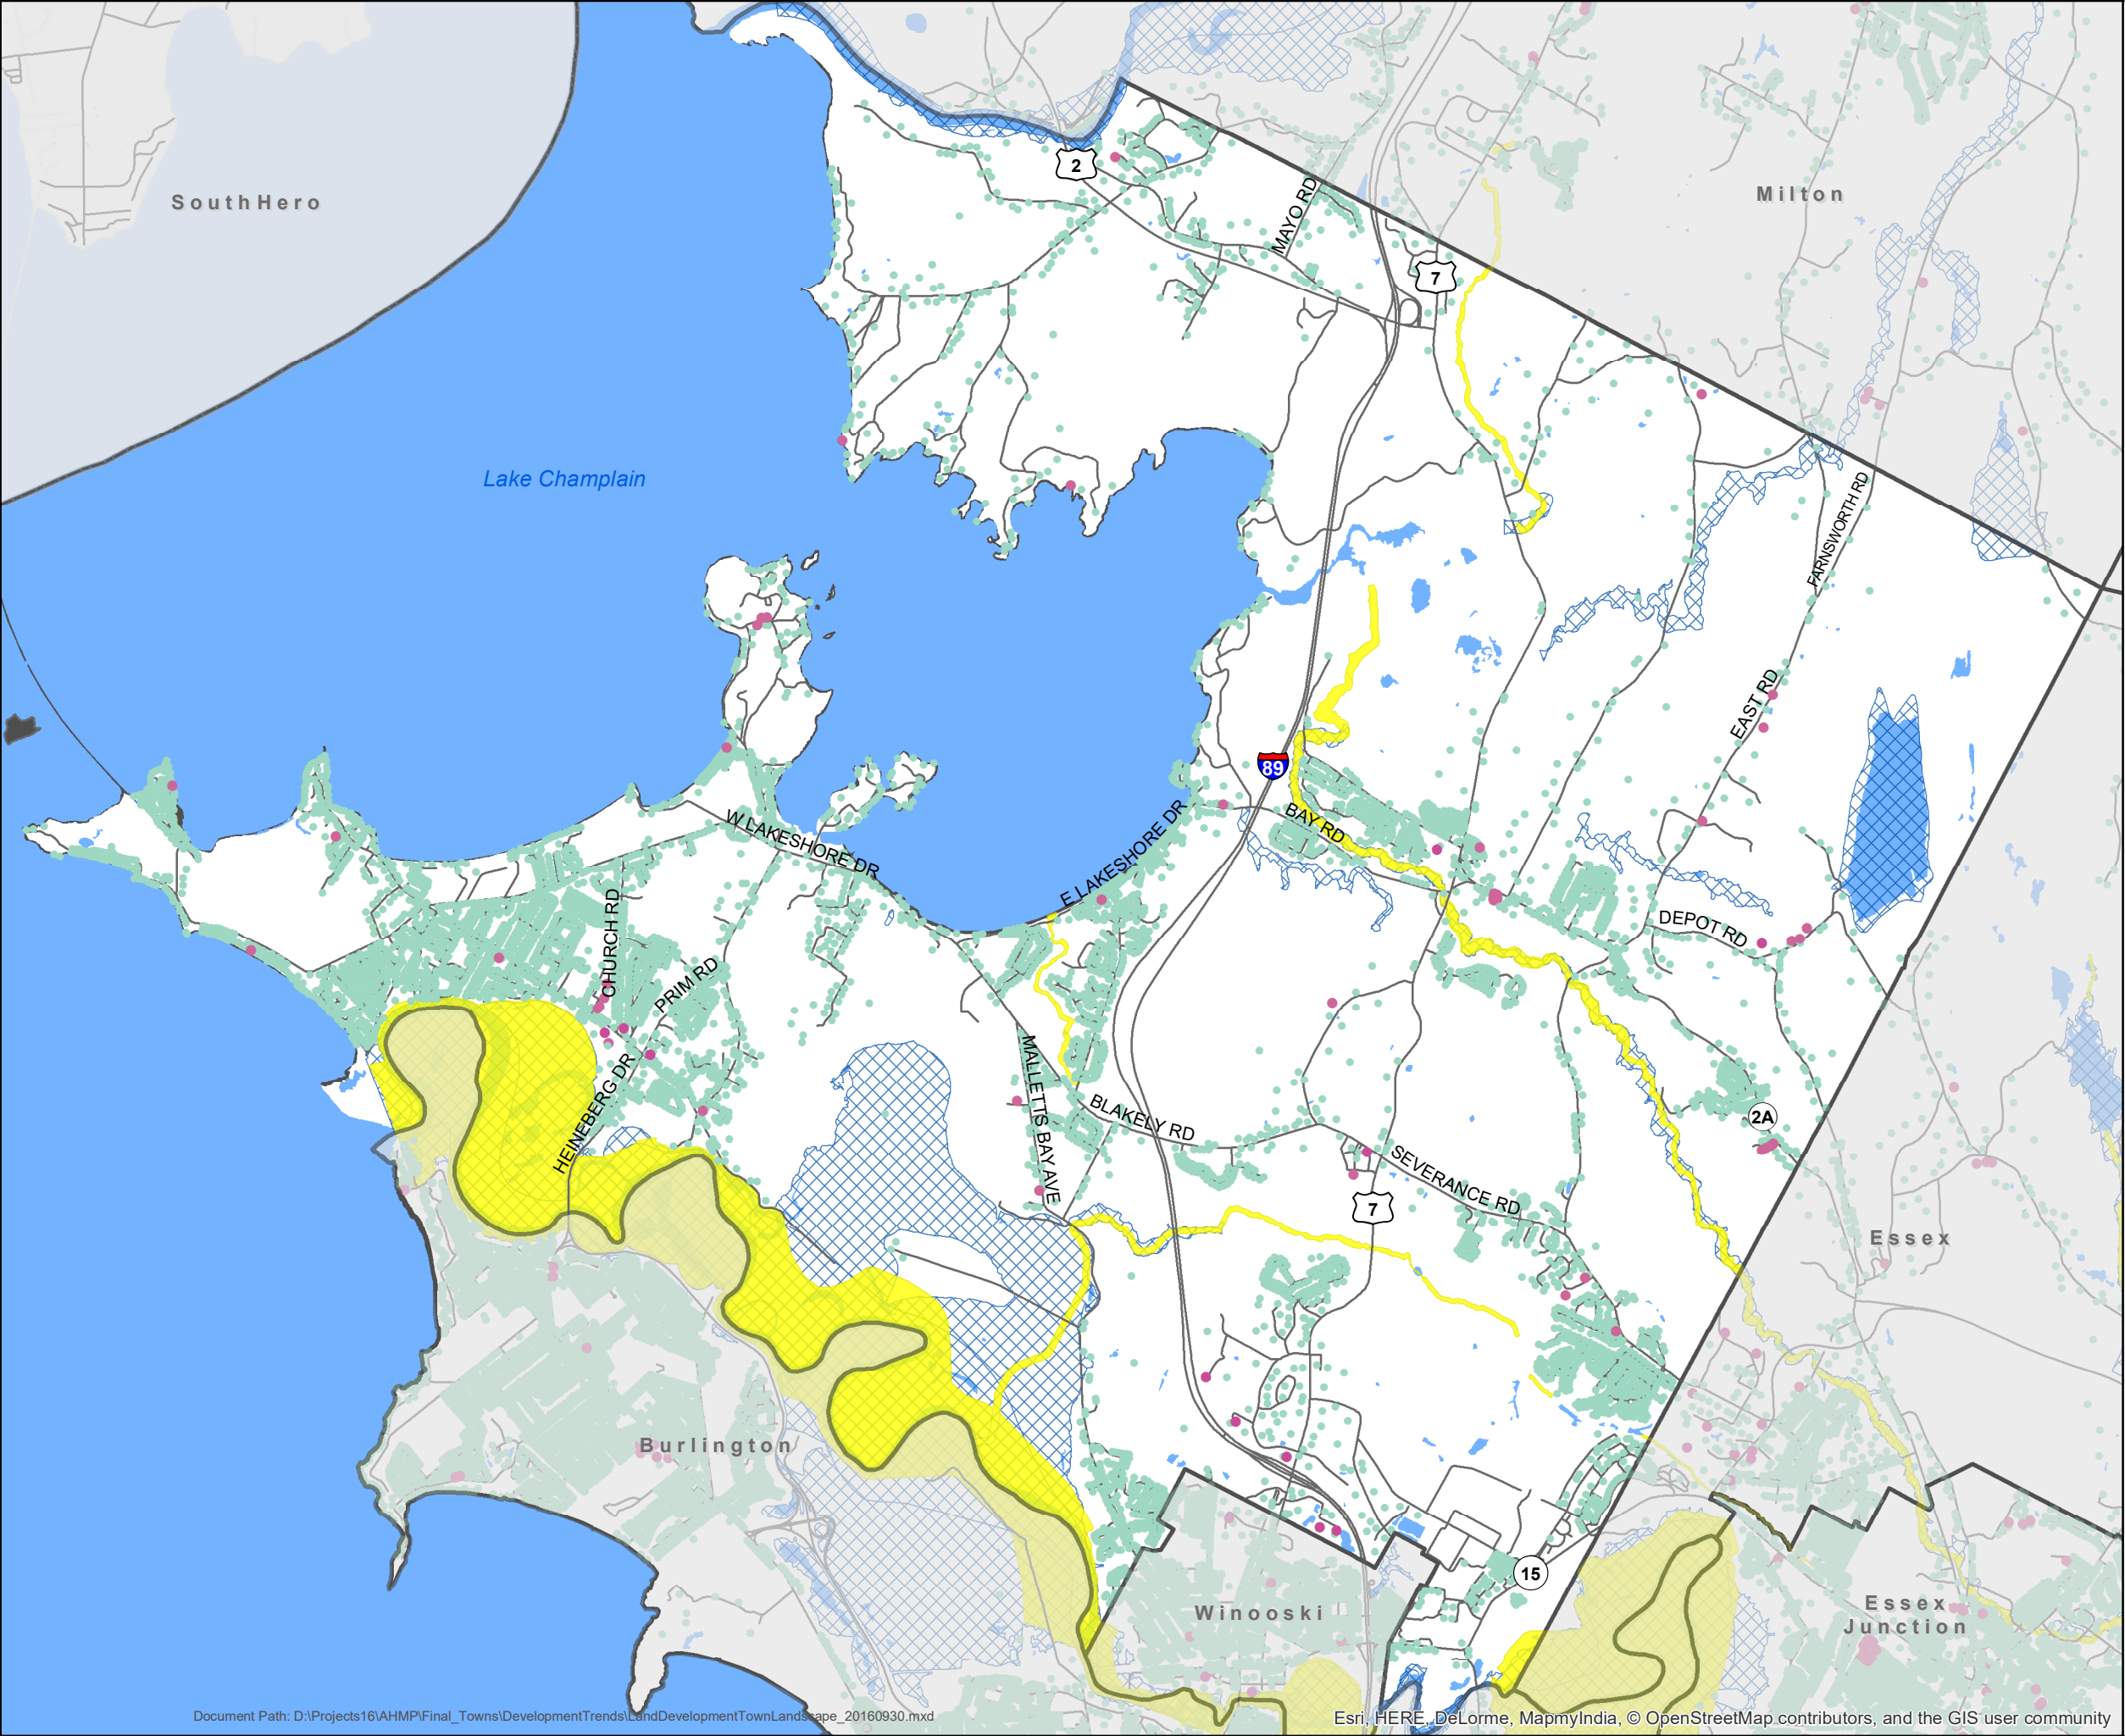 2
MAYO RD
Milton
SouthHero
7
Lake Champlain
FARNSWORTH RD
EAST RD
89
BAY RD
W LAKESHORE DR
E LAKESHORE DR
CHURCH RD
DEPOT RD
PRIM RD
MALLETTS BAY AVE
HEINEBERG DR
BLAKELY RD
2A
SEVERANCE RD
7
Essex
Burlington
15
Winooski
Essex
Junction
Document Path: D:\Projects16\AHMP\Final_Towns\DevelopmentTrends\LandDevelopmentTownLandscape_20160930.mxd
Esri, HERE, DeLorme, MapmyIndia, © OpenStreetMap contributors, and the GIS user community